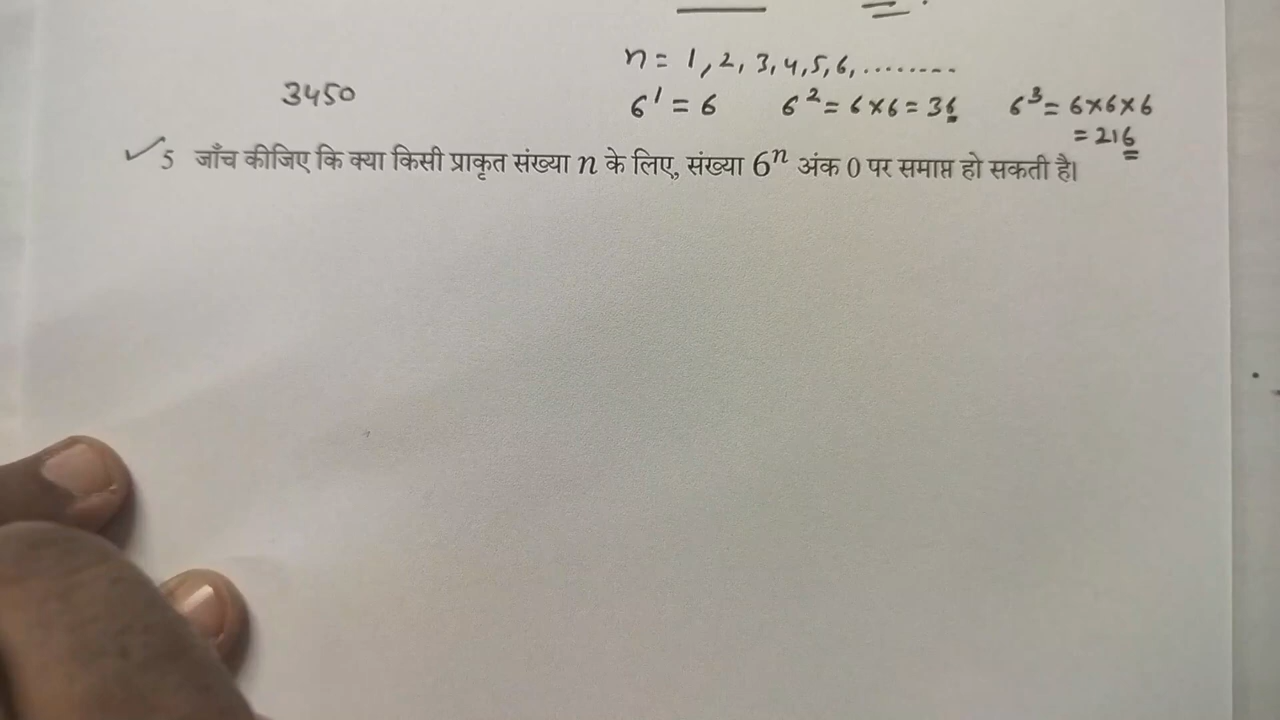 n = 1, 2, 3, 4, 5, 6, ........
3450
6¹ = 6 6² = 6×6 = 36 6³ = 6×6×6
= 216
5 जाँच कीजिए कि क्या किसी प्राकृत संख्या n के लिए, संख्या 6ⁿ अंक 0 पर समाप्त हो सकती है।